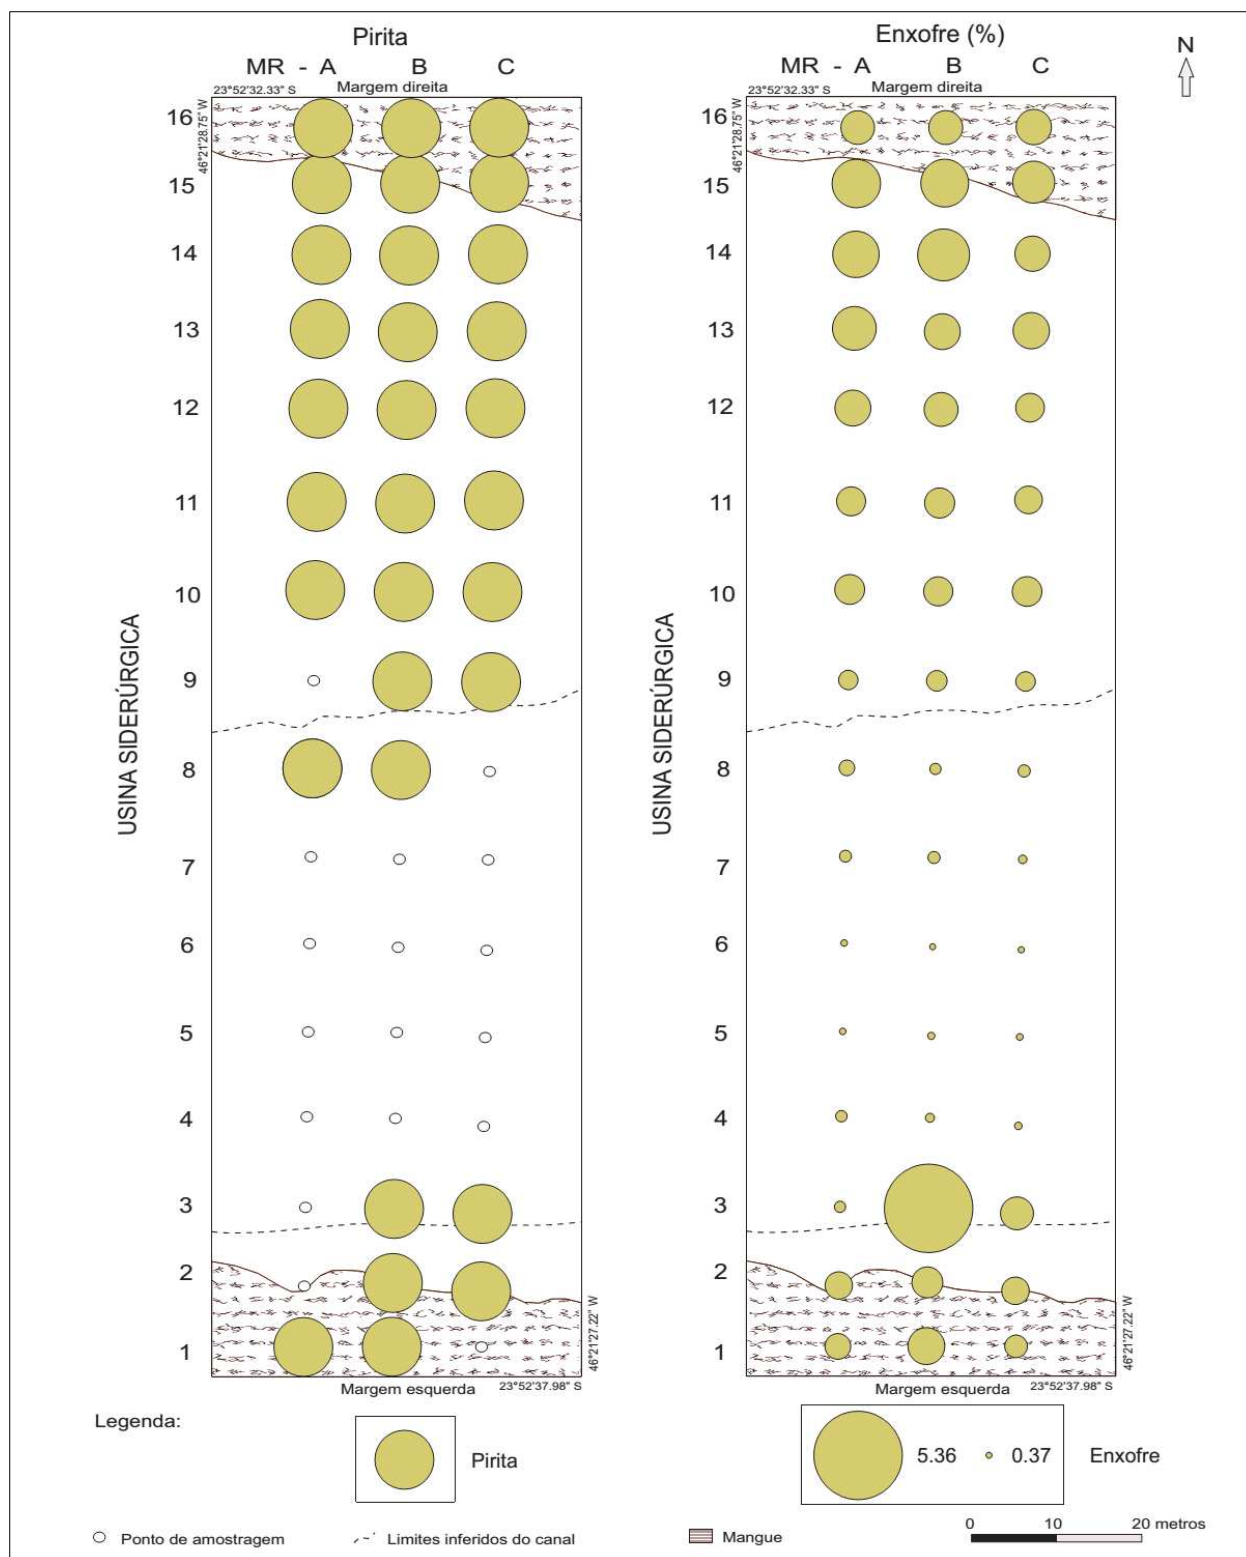 Pirita
MR - A B C
23°52'32.33" S Margem direita
46°21'28.75" W
16
15
14
13
12
11
10
9
8
7
6
5
4
3
2
1
USINA SIDERÚRGICA
46°21'27.22" W
Margem esquerda 23°52'37.98" S
Enxofre (%)
N
MR - A B C
23°52'32.33" S Margem direita
46°21'28.75" W
16
15
14
13
12
11
10
9
8
7
6
5
4
3
2
1
USINA SIDERÚRGICA
46°21'27.22" W
Margem esquerda 23°52'37.98" S
Legenda:
Pirita
5.36 0.37 Enxofre
Ponto de amostragem Limites inferidos do canal Mangue
0 10 20 metros